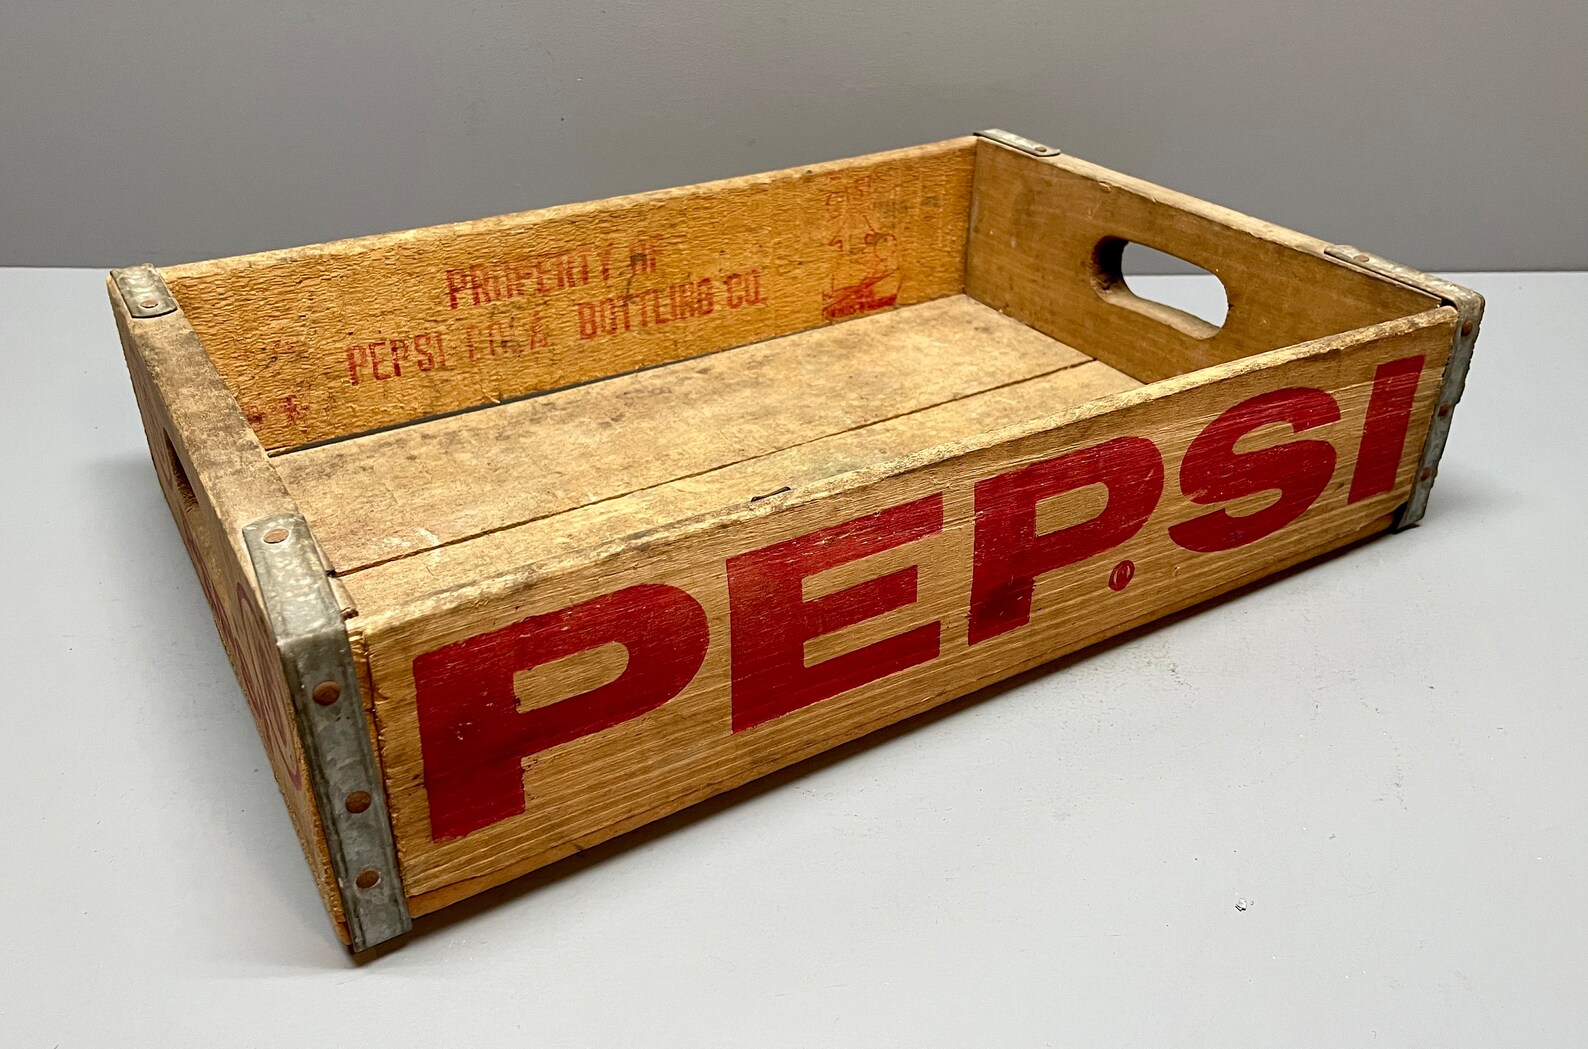 PROPERTY OF
PEPSI COLA BOTTLING CO.
PEPSI
®